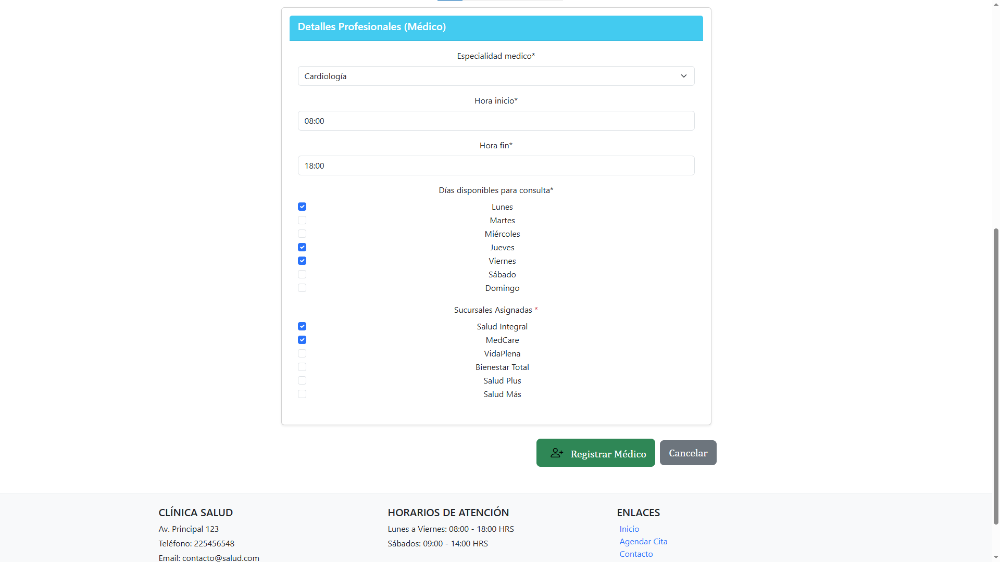 Detalles Profesionales (Médico)
Especialidad medico*
Cardiología
Hora inicio*
08:00
Hora fin*
18:00
Días disponibles para consulta*
Lunes
Martes
Miércoles
Jueves
Viernes
Sábado
Domingo
Sucursales Asignadas *
Salud Integral
MedCare
VidaPlena
Bienestar Total
Salud Plus
Salud Más
Registrar Médico
Cancelar
CLÍNICA SALUD
Av. Principal 123
Teléfono: 225456548
Email: contacto@salud.com
HORARIOS DE ATENCIÓN
Lunes a Viernes: 08:00 - 18:00 HRS
Sábados: 09:00 - 14:00 HRS
ENLACES
Inicio
Agendar Cita
Contacto